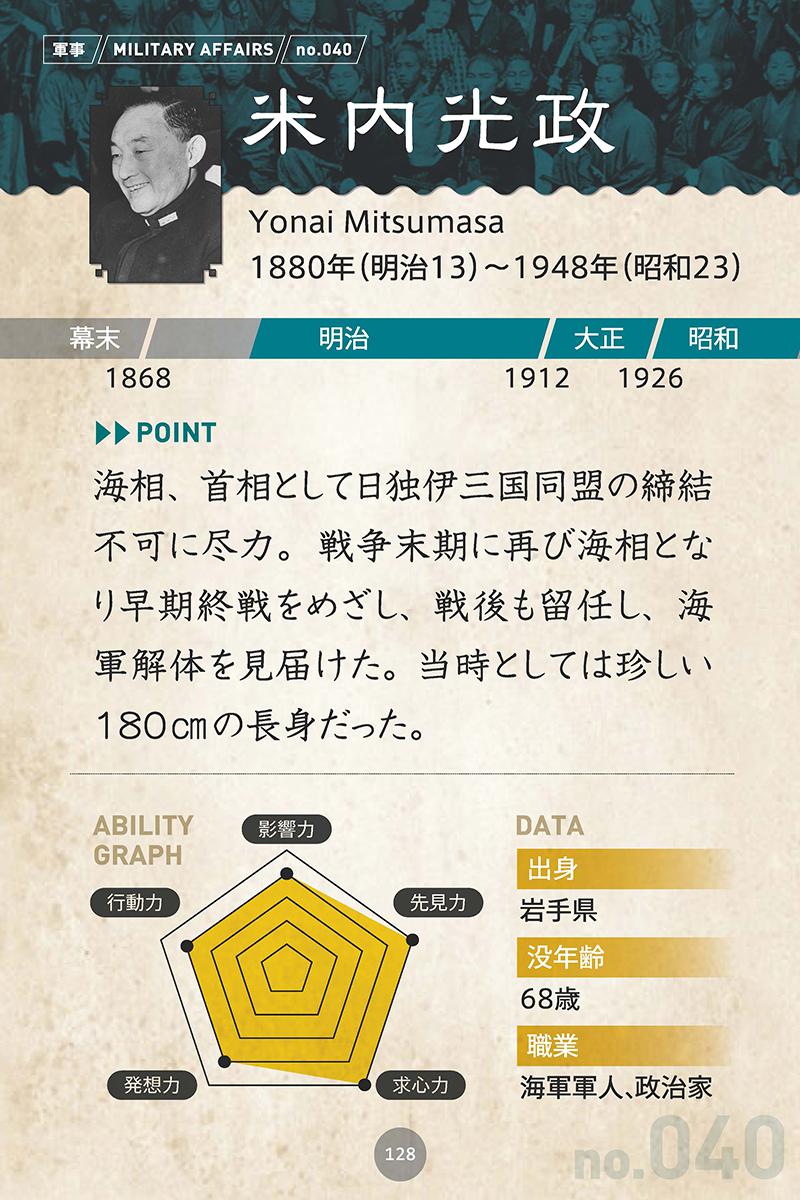 軍事 MILITARY AFFAIRS no.040
米内光政
Yonai Mitsumasa
1880年(明治13)～1948年(昭和23)
幕末 明治 大正 昭和
1868 1912 1926
POINT
海相、首相として日独伊三国同盟の締結
不可に尽力。戦争末期に再び海相とな
り早期終戦をめざし、戦後も留任し、海
軍解体を見届けた。当時としては珍しい
180㎝の長身だった。
ABILITY
GRAPH
影響力
行動力
先見力
発想力
求心力
DATA
出身
岩手県
没年齢
68歳
職業
海軍軍人、政治家
128
no.040